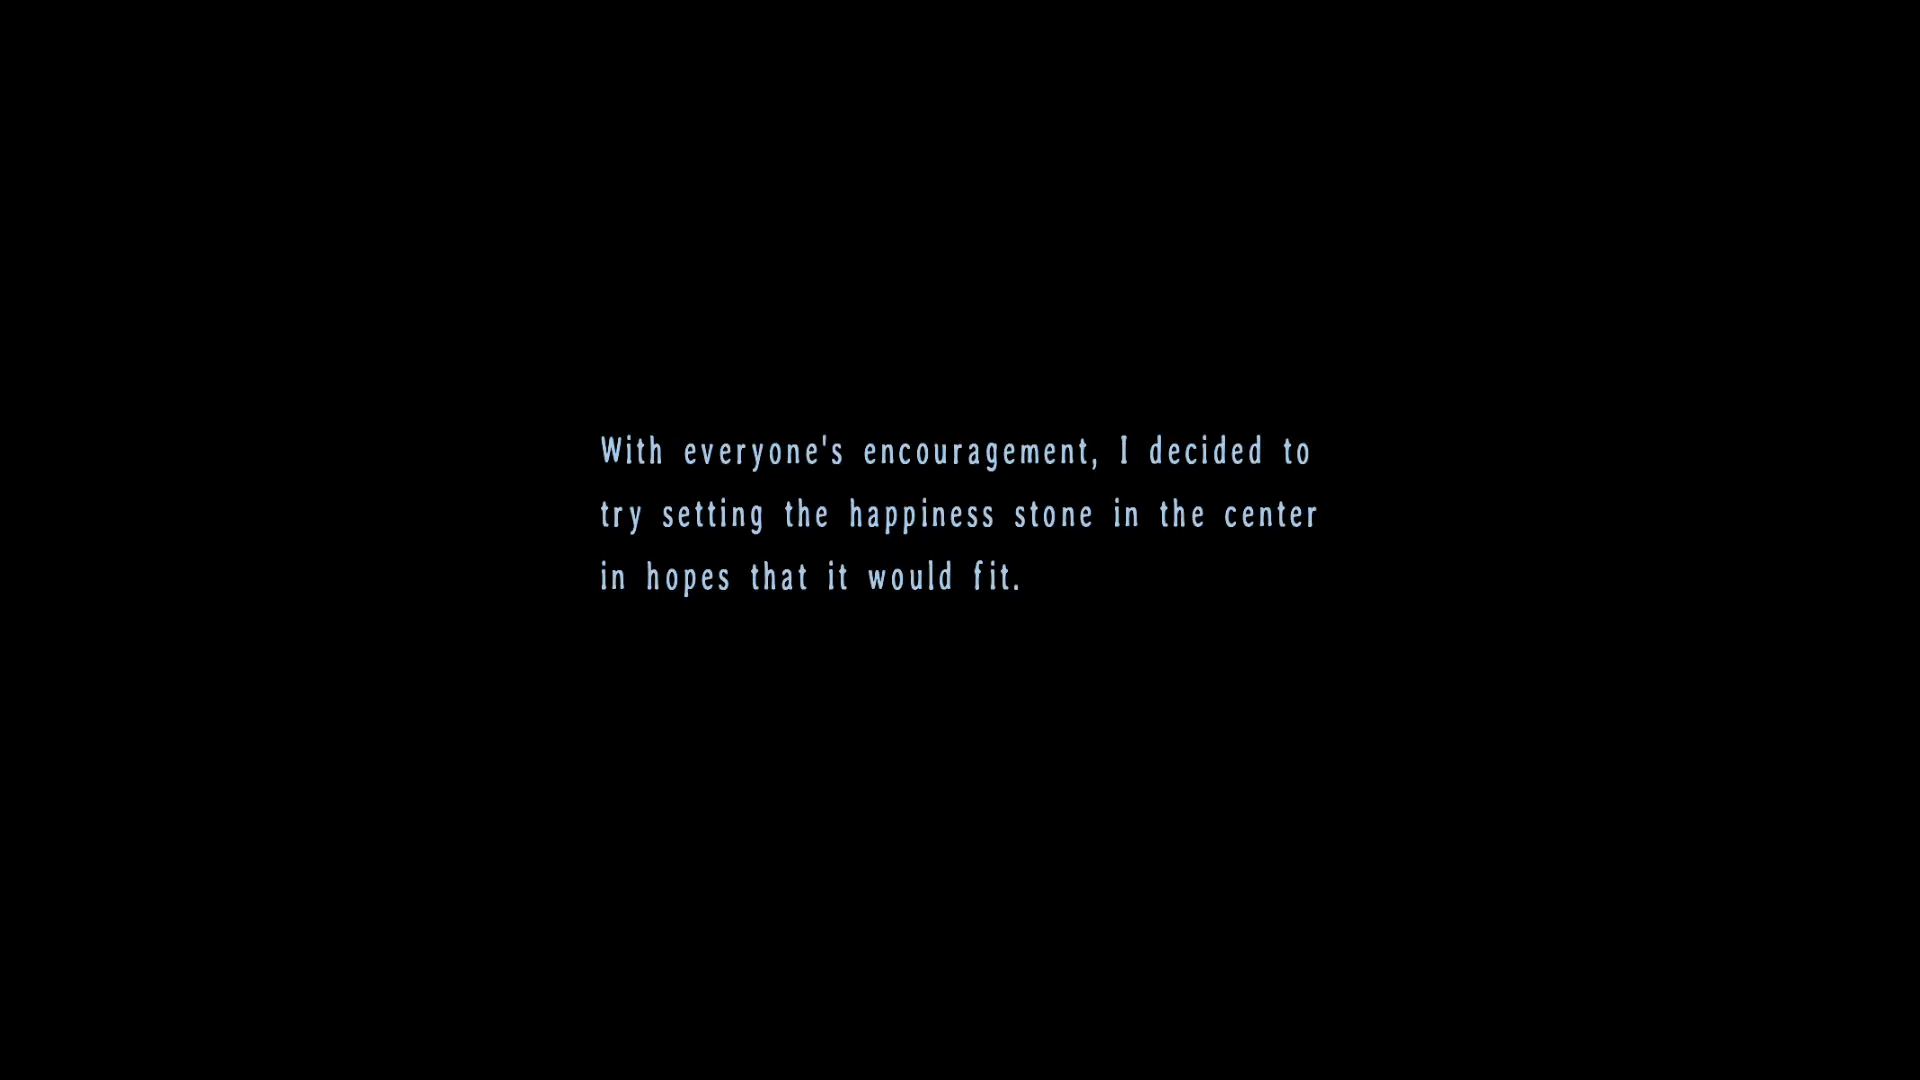 With everyone's encouragement, I decided to
try setting the happiness stone in the center
in hopes that it would fit.